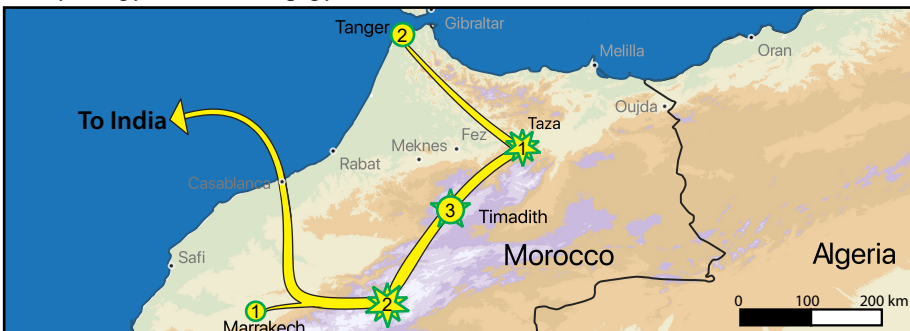 Tanger
2
Gibraltar
Melilla
Oran
To India
Oujda
Taza
Fez
1
Meknes
Rabat
Casablanca
3
Timadith
Safi
Morocco
Algeria
2
1
Marrakech
0 100 200 km